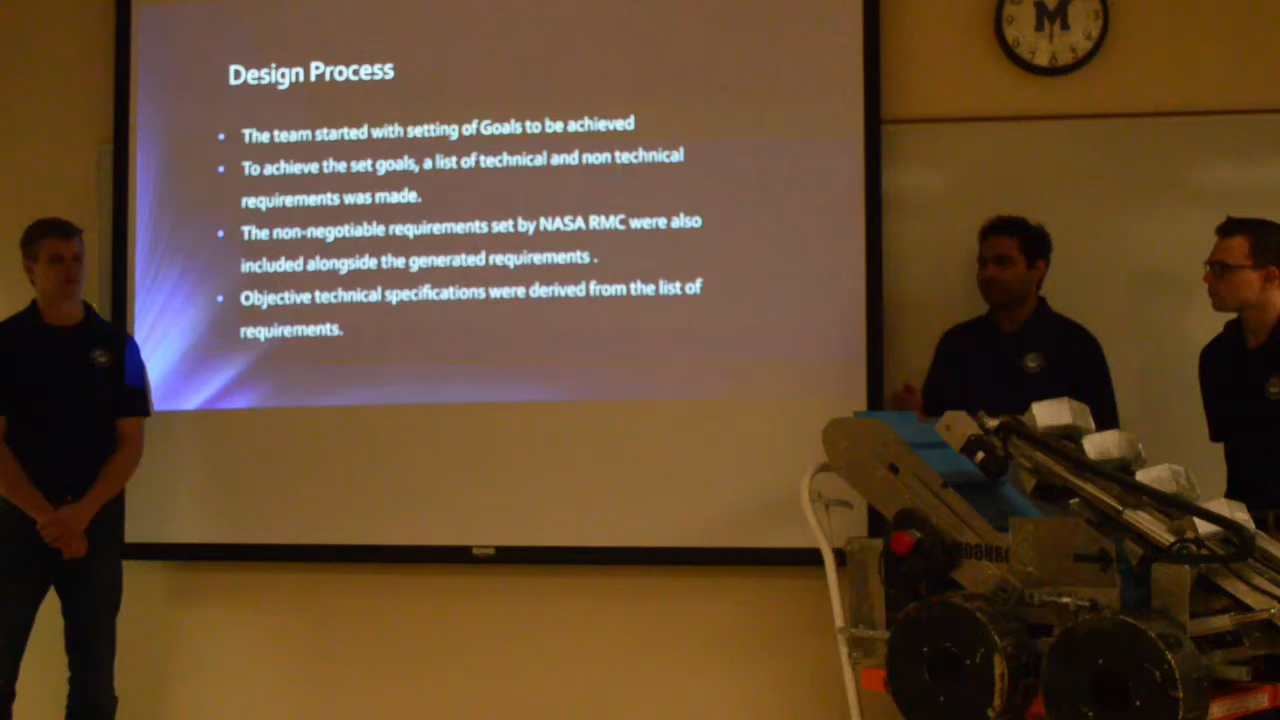 M
Design Process
• The team started with setting of Goals to be achieved
• To achieve the set goals, a list of technical and non technical
requirements was made.
• The non-negotiable requirements set by NASA RMC were also
included alongside the generated requirements .
• Objective technical specifications were derived from the list of
requirements.